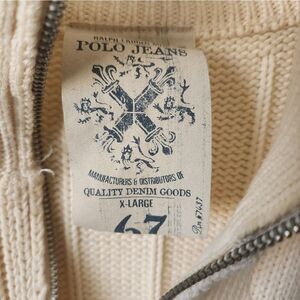 RALPH LAUREN
POLO JEANS
X
MANUFACTURERS & DISTRIBUTORS OF
QUALITY DENIM GOODS
X-LARGE
67